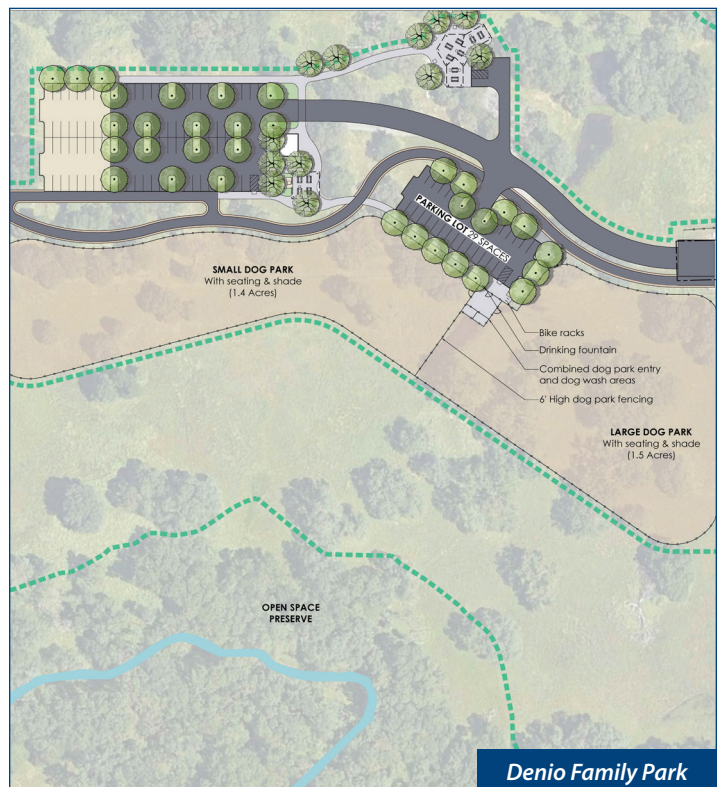 PARKING LOT 29 SPACES
SMALL DOG PARK
With seating & shade
(1.4 Acres)
Bike racks
Drinking fountain
Combined dog park entry
and dog wash areas
6' High dog park fencing
LARGE DOG PARK
With seating & shade
(1.5 Acres)
OPEN SPACE
PRESERVE
Denio Family Park